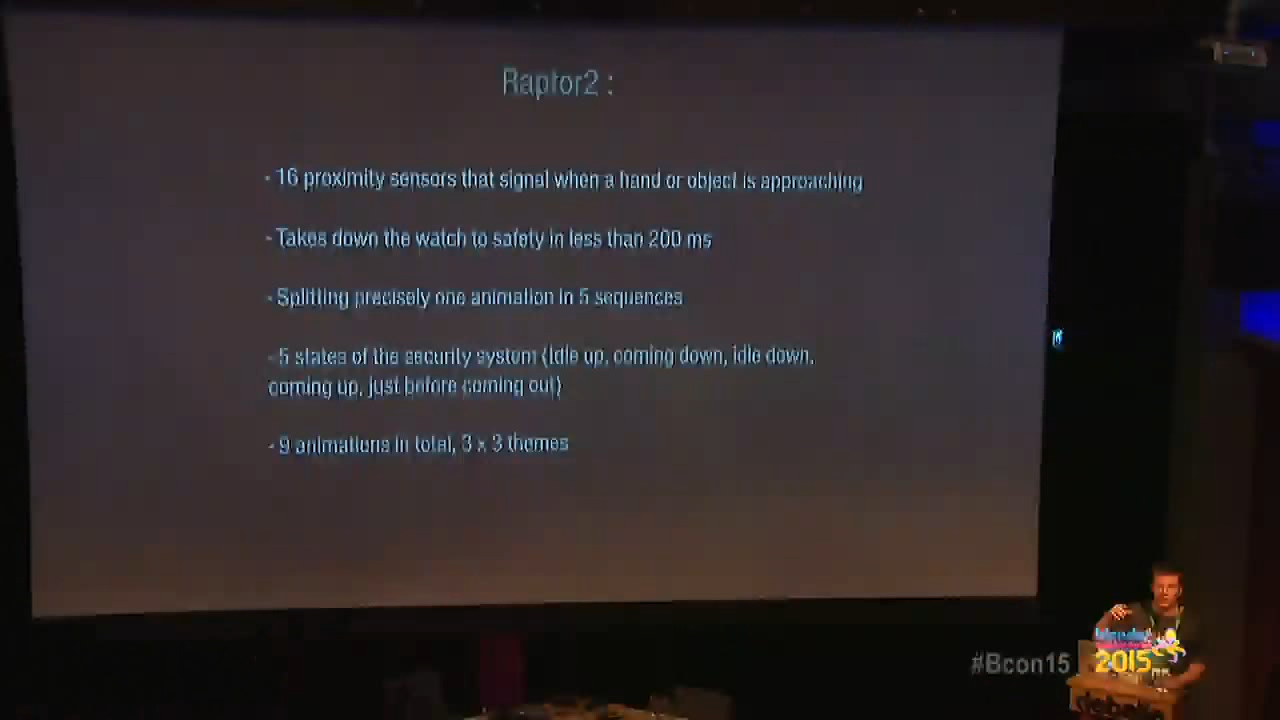 Raptor2 :
- 16 proximity sensors that signal when a hand or object is approaching
- Takes down the watch to safety in less than 200 ms
- Splitting precisely one animation in 5 sequences
- 5 states of the security system (Idle up, coming down, idle down,
coming up, just before coming out)
- 9 animations in total, 3 x 3 themes
#Bcon15
2015